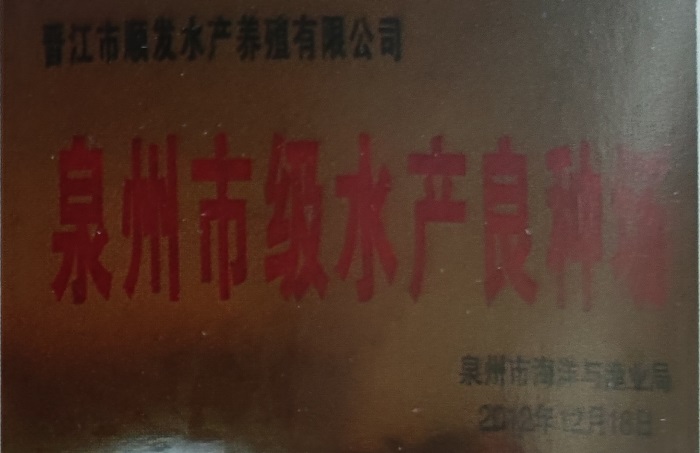 晋江市顺发水产养殖有限公司
泉州市级水产良种场
泉州市海洋与渔业局
2012年12月18日